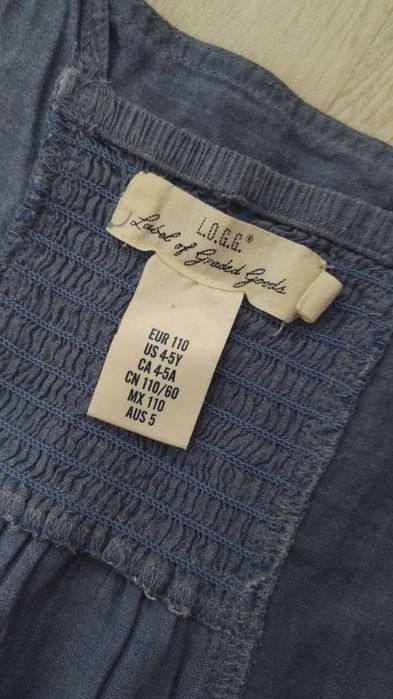 L.O.G.G.®
Label of Graded Goods
EUR 110
US 4-5Y
CA 4-5A
CN 110/60
MX 110
AUS 5